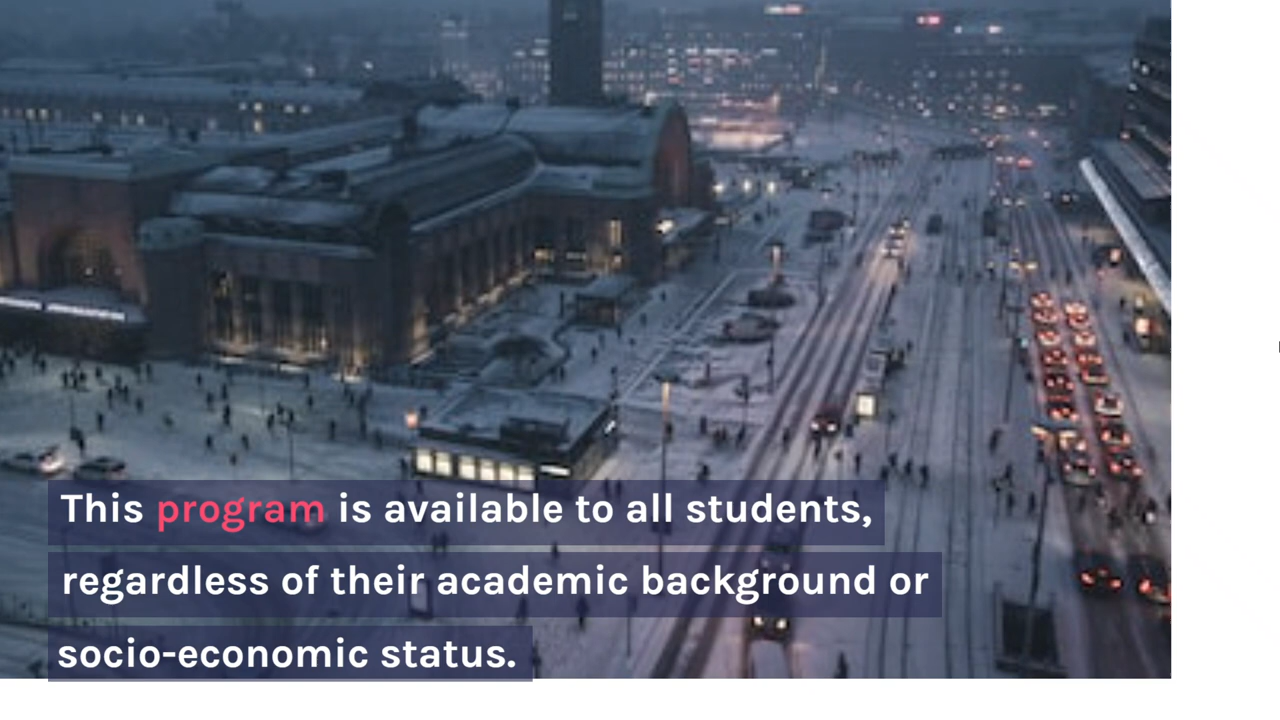 This program is available to all students,
regardless of their academic background or
socio-economic status.